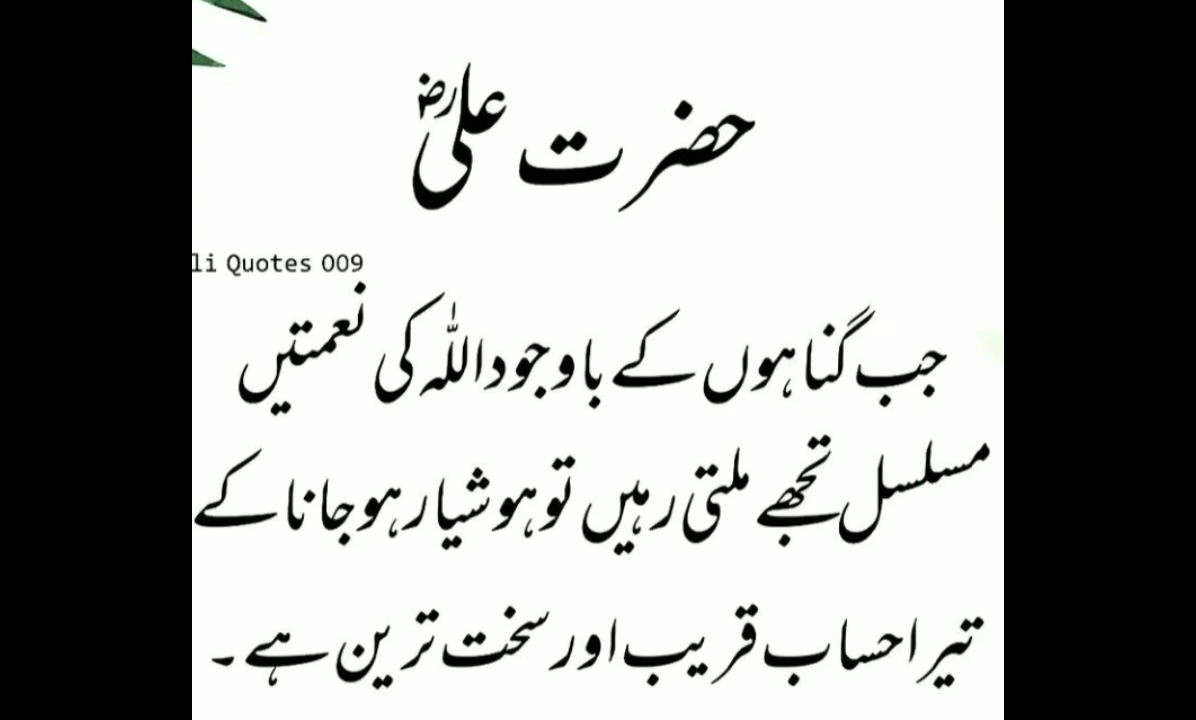 حضرت علیؓ
li Quotes 009
جب گناہوں کے باوجود اللہ کی نعمتیں
مسلسل تجھے ملتی رہیں تو ہوشیار ہو جانا کے
تیرا حساب قریب اور سخت ترین ہے۔